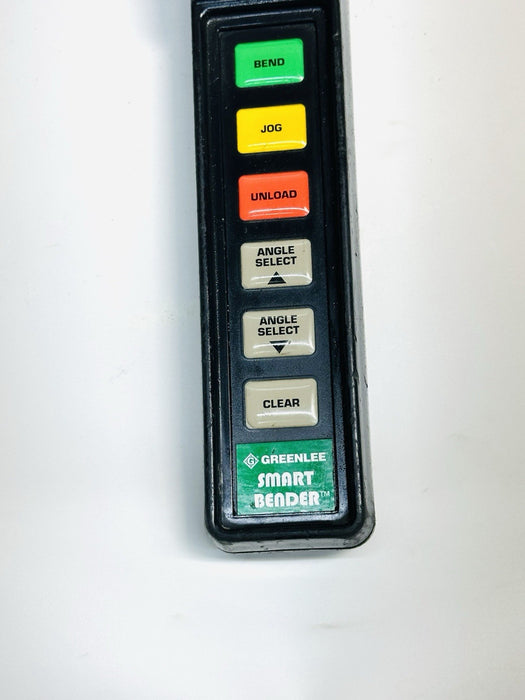 BEND
JOG
UNLOAD
ANGLE
SELECT
ANGLE
SELECT
CLEAR
G GREENLEE
SMART
BENDER™